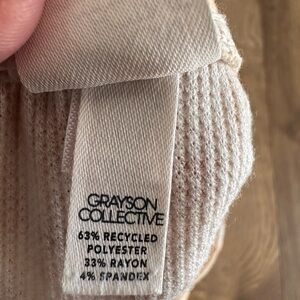 GRAYSON
COLLECTIVE
63% RECYCLED
POLYESTER
33% RAYON
4% SPANDEX